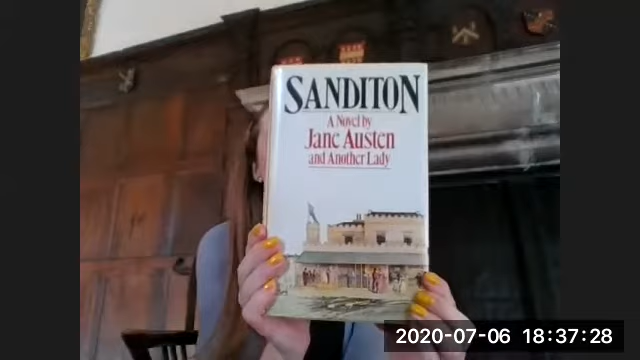 SANDITON
A Novel by
Jane Austen
and Another Lady
2020-07-06 18:37:28